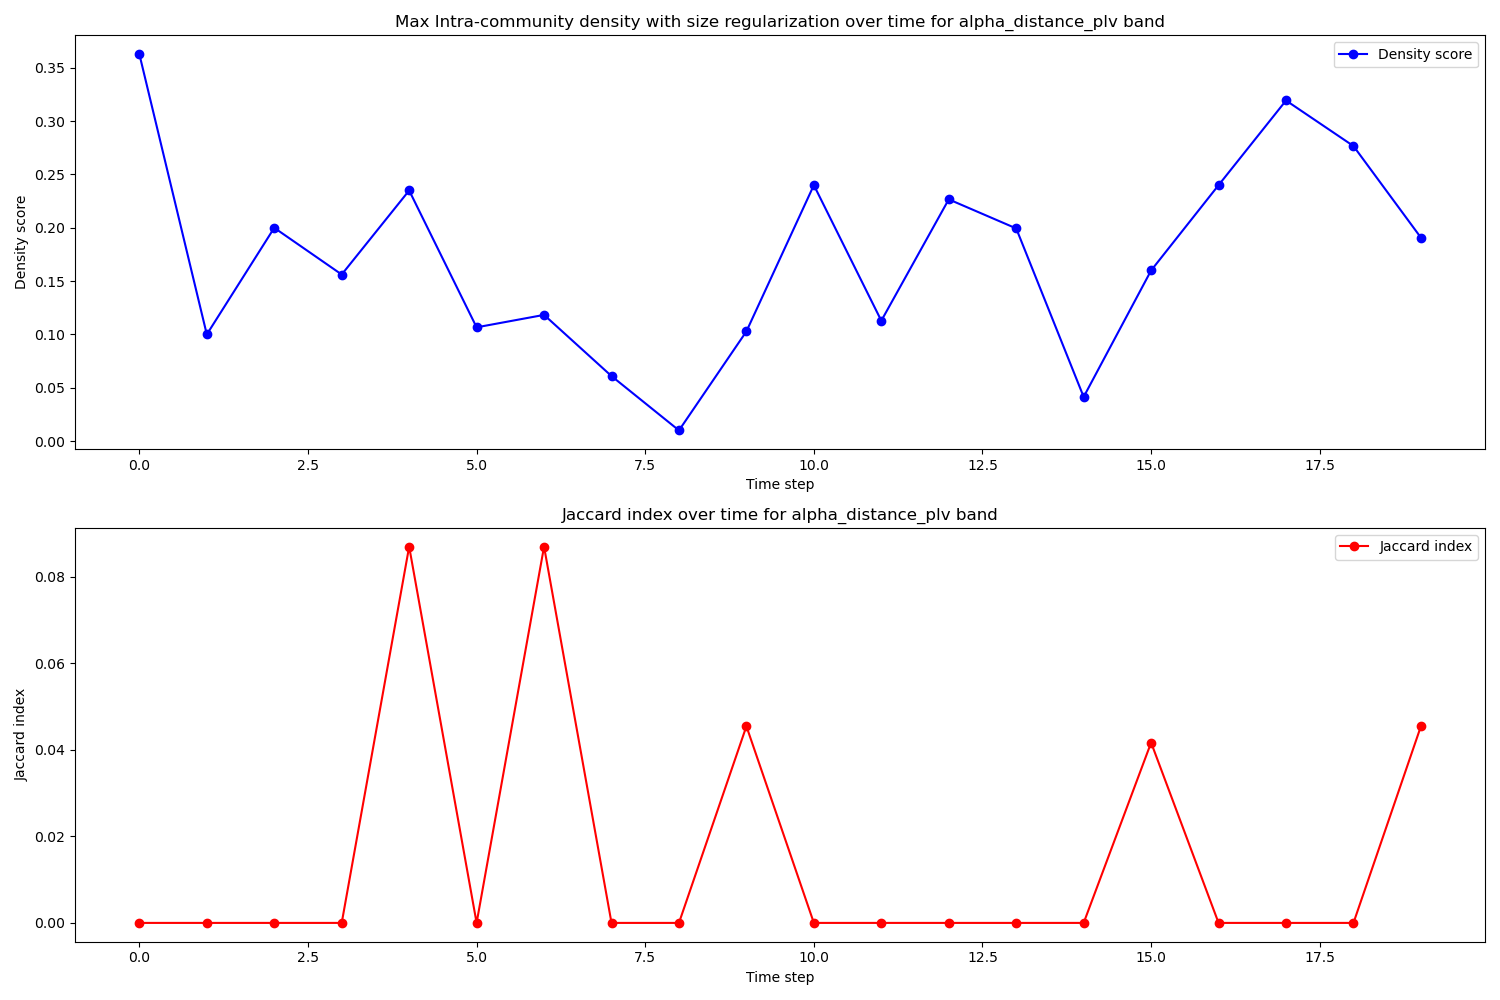 Max Intra-community density with size regularization over time for alpha_distance_plv band
Density score
0.35
0.30
0.25
0.20
0.15
0.10
0.05
0.00
Density score
0.0 2.5 5.0 7.5 10.0 12.5 15.0 17.5
Time step
Jaccard index over time for alpha_distance_plv band
Jaccard index
0.08
0.06
0.04
0.02
0.00
Jaccard index
0.0 2.5 5.0 7.5 10.0 12.5 15.0 17.5
Time step